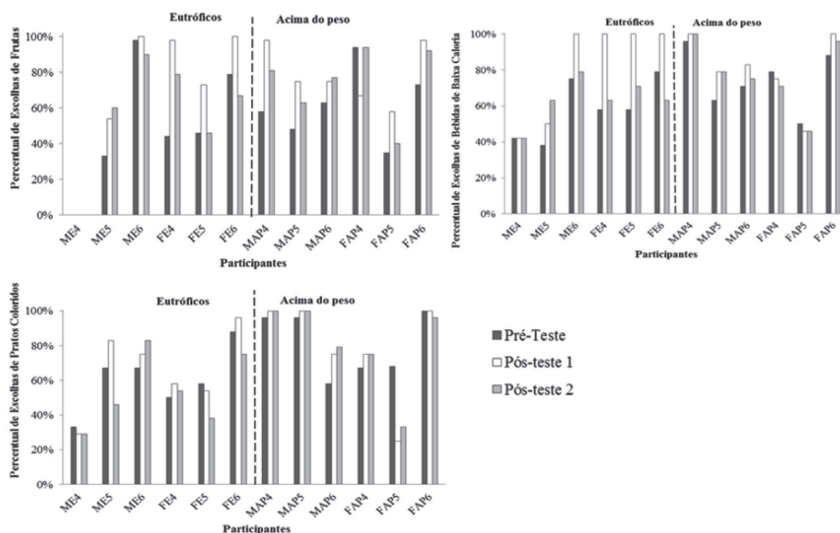 Eutróficos
Acima do peso
Percentual de Escolhas de Frutas
100%
80%
60%
40%
20%
0%
ME4 ME5 ME6 FE4 FE5 FE6 MAP4 MAP5 MAP6 FAP4 FAP5 FAP6
Participantes
Eutróficos
Acima do peso
Percentual de Escolhas de Bebidas de Baixa Caloria
100%
80%
60%
40%
20%
0%
ME4 ME5 ME6 FE4 FE5 FE6 MAP4 MAP5 MAP6 FAP4 FAP5 FAP6
Participantes
Eutróficos
Acima do peso
Percentual de Escolhas de Pratos Coloridos
100%
80%
60%
40%
20%
0%
ME4 ME5 ME6 FE4 FE5 FE6 MAP4 MAP5 MAP6 FAP4 FAP5 FAP6
Participantes
Pré-Teste
Pós-teste 1
Pós-teste 2